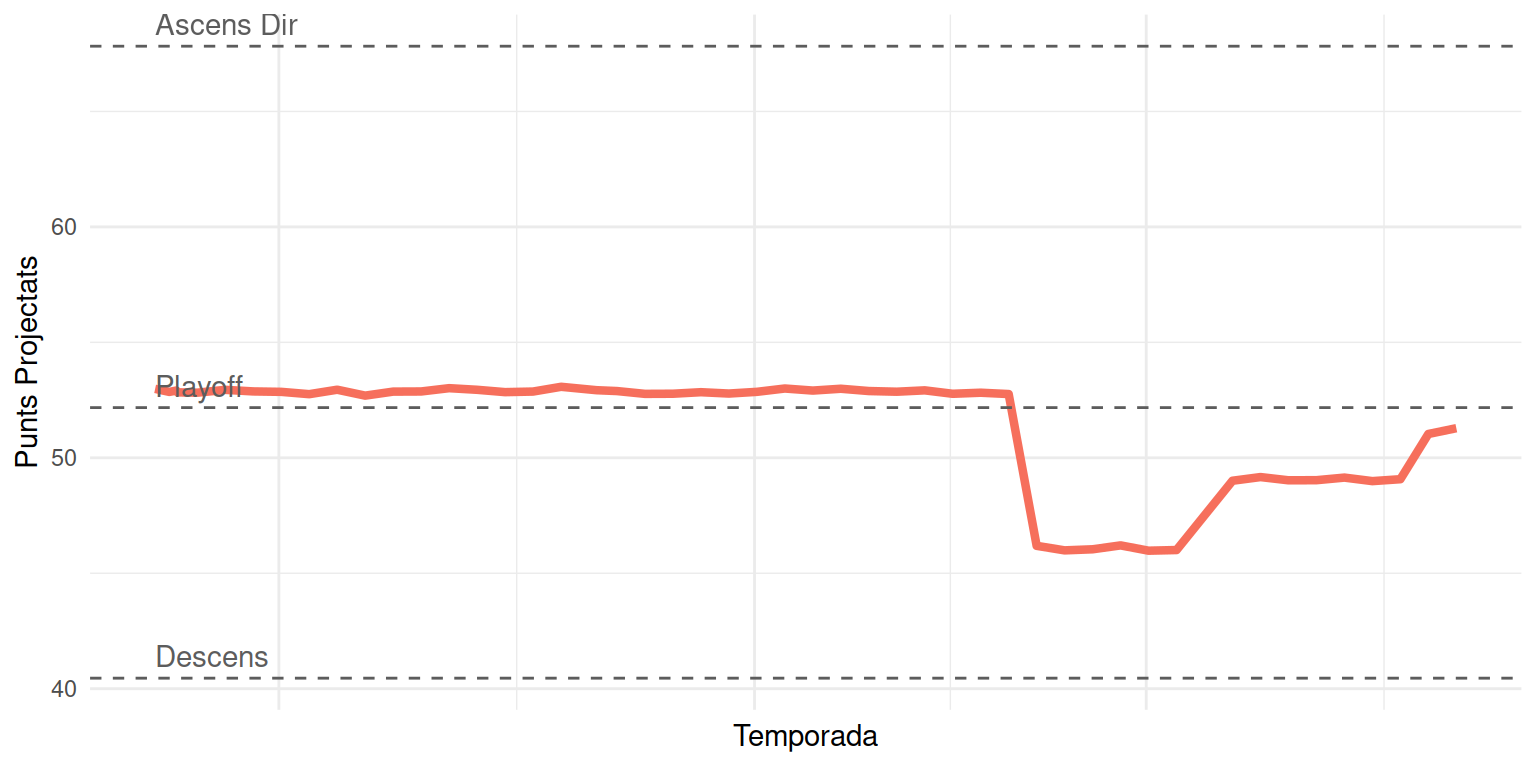 Ascens Dir
60
Playoff
50
Descens
40
Punts Projectats
Temporada